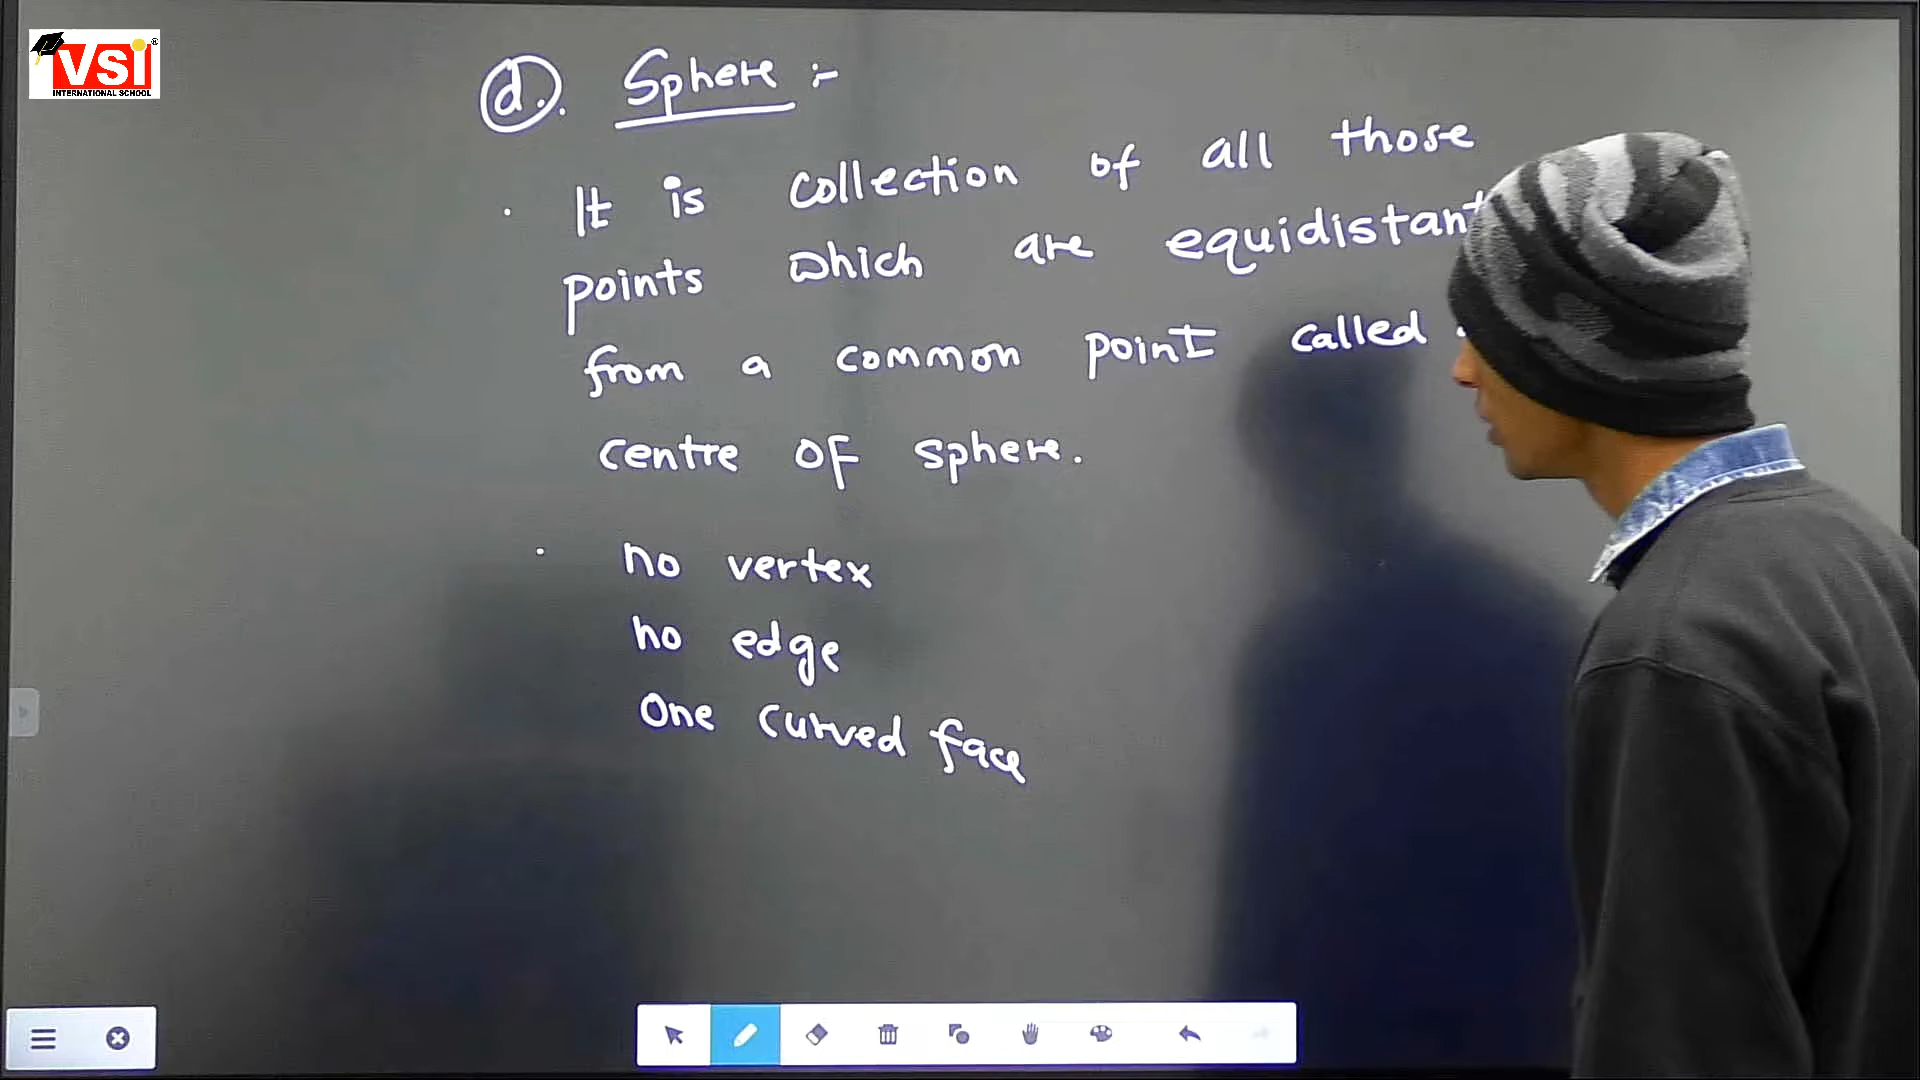 VSI
INTERNATIONAL SCHOOL
(d). Sphere :-
. It is collection of all those
points which are equidistant
from a common point called
centre of sphere.
. no vertex
no edge
One curved face